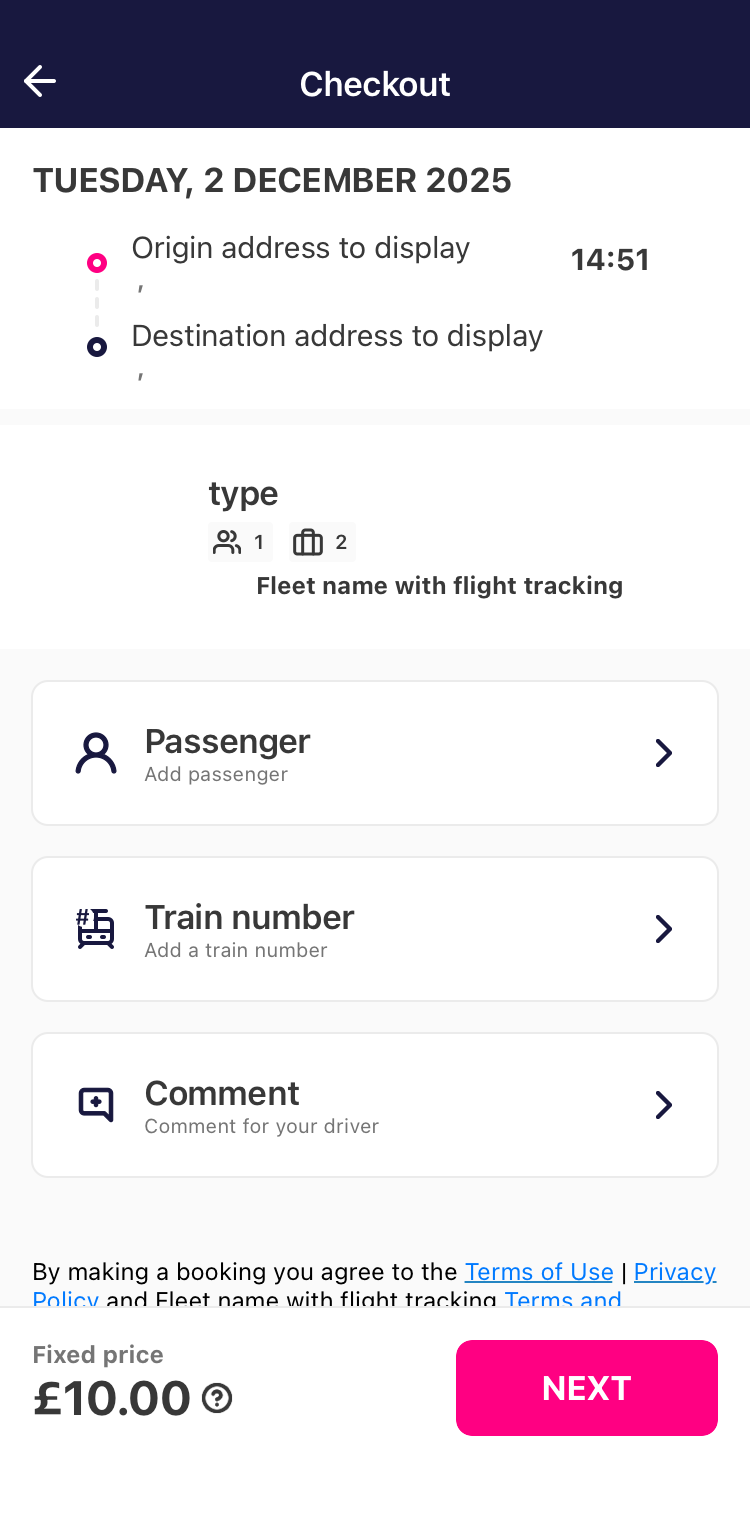 Checkout
TUESDAY, 2 DECEMBER 2025
Origin address to display
14:51
,
Destination address to display
,
type
1
2
Fleet name with flight tracking
Passenger
Add passenger
#
Train number
Add a train number
Comment
Comment for your driver
By making a booking you agree to the Terms of Use | Privacy
Policy and Fleet name with flight tracking Terms and
Fixed price
£10.00 ?
NEXT